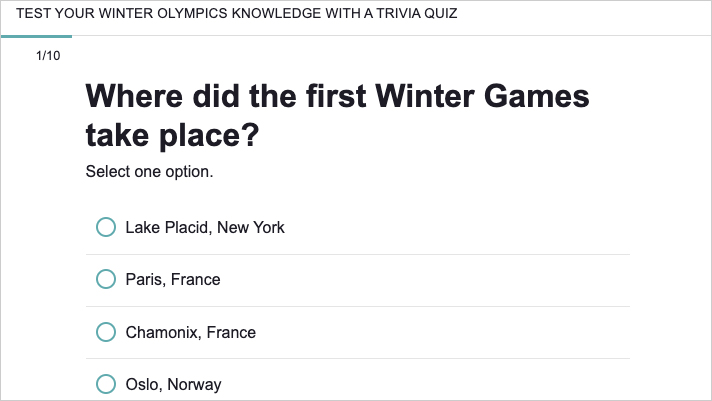 TEST YOUR WINTER OLYMPICS KNOWLEDGE WITH A TRIVIA QUIZ
1/10
Where did the first Winter Games
take place?
Select one option.
Lake Placid, New York
Paris, France
Chamonix, France
Oslo, Norway